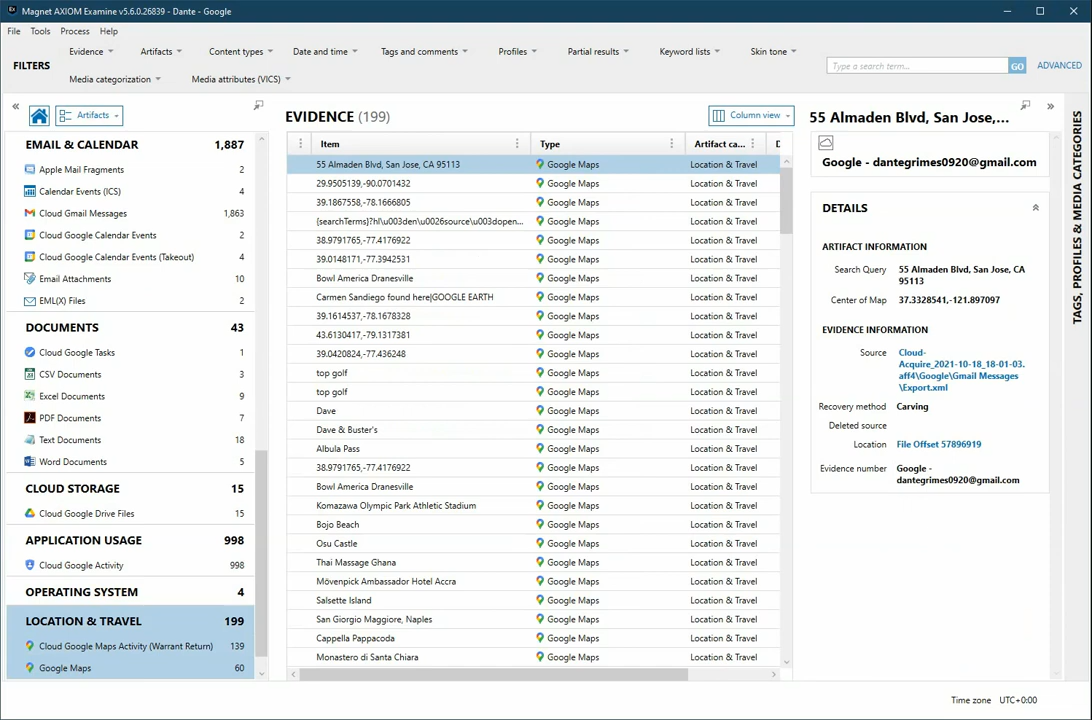 Magnet AXIOM Examine v5.6.0.26839 - Dante - Google
File Tools Process Help
FILTERS
Evidence Artifacts Content types Date and time Tags and comments Profiles Partial results Keyword lists Skin tone
Media categorization Media attributes (VICS)
Type a search term... GO ADVANCED
Artifacts
EMAIL & CALENDAR 1,887
Apple Mail Fragments 2
Calendar Events (ICS) 4
Cloud Gmail Messages 1,863
Cloud Google Calendar Events 2
Cloud Google Calendar Events (Takeout) 4
Email Attachments 10
EML(X) Files 2
DOCUMENTS 43
Cloud Google Tasks 1
CSV Documents 3
Excel Documents 9
PDF Documents 7
Text Documents 18
Word Documents 5
CLOUD STORAGE 15
Cloud Google Drive Files 15
APPLICATION USAGE 998
Cloud Google Activity 998
OPERATING SYSTEM 4
LOCATION & TRAVEL 199
Cloud Google Maps Activity (Warrant Return) 139
Google Maps 60
EVIDENCE (199) Column view
Item Type Artifact ca... D
55 Almaden Blvd, San Jose, CA 95113 Google Maps Location & Travel
29.9505139,-90.0701432 Google Maps Location & Travel
39.1867558,-78.1666805 Google Maps Location & Travel
{searchTerms}?hl\u003den\u0026source\u003dopen... Google Maps Location & Travel
38.9791765,-77.4176922 Google Maps Location & Travel
39.0148171,-77.3942531 Google Maps Location & Travel
Bowl America Dranesville Google Maps Location & Travel
Carmen Sandiego found here|GOOGLE EARTH Google Maps Location & Travel
39.1614537,-78.1678328 Google Maps Location & Travel
43.6130417,-79.1317381 Google Maps Location & Travel
39.0420824,-77.436248 Google Maps Location & Travel
top golf Google Maps Location & Travel
top golf Google Maps Location & Travel
Dave Google Maps Location & Travel
Dave & Buster's Google Maps Location & Travel
Albula Pass Google Maps Location & Travel
38.9791765,-77.4176922 Google Maps Location & Travel
Bowl America Dranesville Google Maps Location & Travel
Komazawa Olympic Park Athletic Stadium Google Maps Location & Travel
Bojo Beach Google Maps Location & Travel
Osu Castle Google Maps Location & Travel
Thai Massage Ghana Google Maps Location & Travel
Mövenpick Ambassador Hotel Accra Google Maps Location & Travel
Salsette Island Google Maps Location & Travel
San Giorgio Maggiore, Naples Google Maps Location & Travel
Cappella Pappacoda Google Maps Location & Travel
Monastero di Santa Chiara Google Maps Location & Travel
55 Almaden Blvd, San Jose,...
Google - dantegrimes0920@gmail.com
DETAILS
ARTIFACT INFORMATION
Search Query 55 Almaden Blvd, San Jose, CA
95113
Center of Map 37.3328541,-121.897097
EVIDENCE INFORMATION
Source Cloud-
Acquire_2021-10-18_18-01-03.
aff4\Google\Gmail Messages
\Export.xml
Recovery method Carving
Deleted source
Location File Offset 57896919
Evidence number Google -
dantegrimes0920@gmail.com
TAGS, PROFILES & MEDIA CATEGORIES
Time zone UTC+0:00